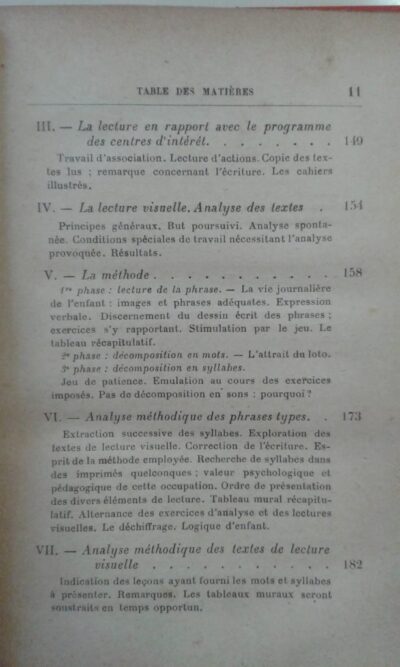 TABLE DES MATIÈRES 11
III. — La lecture en rapport avec le programme
des centres d'intérêt. . . . . . . . 149
Travail d'association. Lecture d'actions. Copie des tex-
tes lus ; remarque concernant l'écriture. Les cahiers
illustrés.
IV. — La lecture visuelle. Analyse des textes . 154
Principes généraux. But poursuivi. Analyse sponta-
née. Conditions spéciales de travail nécessitant l'analyse
provoquée. Résultats.
V. — La méthode . . . . . . . . . . . 158
1re phase : lecture de la phrase. — La vie journalière
de l'enfant : images et phrases adéquates. Expression
verbale. Discernement du dessin écrit des phrases ;
exercices s'y rapportant. Stimulation par le jeu. Le
tableau récapitulatif.
2e phase : décomposition en mots. — L'attrait du loto.
3e phase : décomposition en syllabes.
Jeu de patience. Emulation au cours des exercices
imposés. Pas de décomposition en sons : pourquoi ?
VI. — Analyse méthodique des phrases types. . 173
Extraction successive des syllabes. Exploration des
textes de lecture visuelle. Correction de l'écriture. Es-
prit de la méthode employée. Recherche de syllabes dans
des imprimés quelconques ; valeur psychologique et
pédagogique de cette occupation. Ordre de présentation
des divers éléments de lecture. Tableau mural récapitu-
latif. Alternance des exercices d'analyse et des lectures
visuelles. Le déchiffrage. Logique d'enfant.
VII. — Analyse méthodique des textes de lecture
visuelle . . . . . . . . . . . 182
Indication des leçons ayant fourni les mots et syllabes
à présenter. Remarques. Les tableaux muraux seront
soustraits en temps opportun.